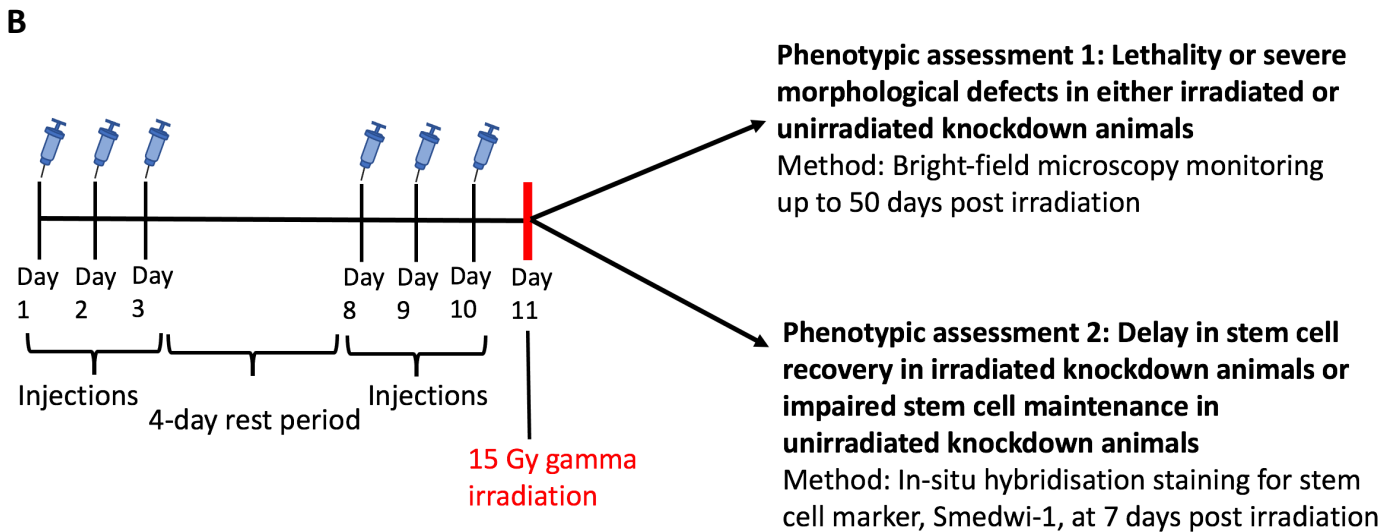 B
Phenotypic assessment 1: Lethality or severe
morphological defects in either irradiated or
unirradiated knockdown animals
Method: Bright-field microscopy monitoring
up to 50 days post irradiation
Day 1
Day 2
Day 3
Day 8
Day 9
Day 10
Day 11
Injections
4-day rest period
Injections
15 Gy gamma
irradiation
Phenotypic assessment 2: Delay in stem cell
recovery in irradiated knockdown animals or
impaired stem cell maintenance in
unirradiated knockdown animals
Method: In-situ hybridisation staining for stem
cell marker, Smedwi-1, at 7 days post irradiation